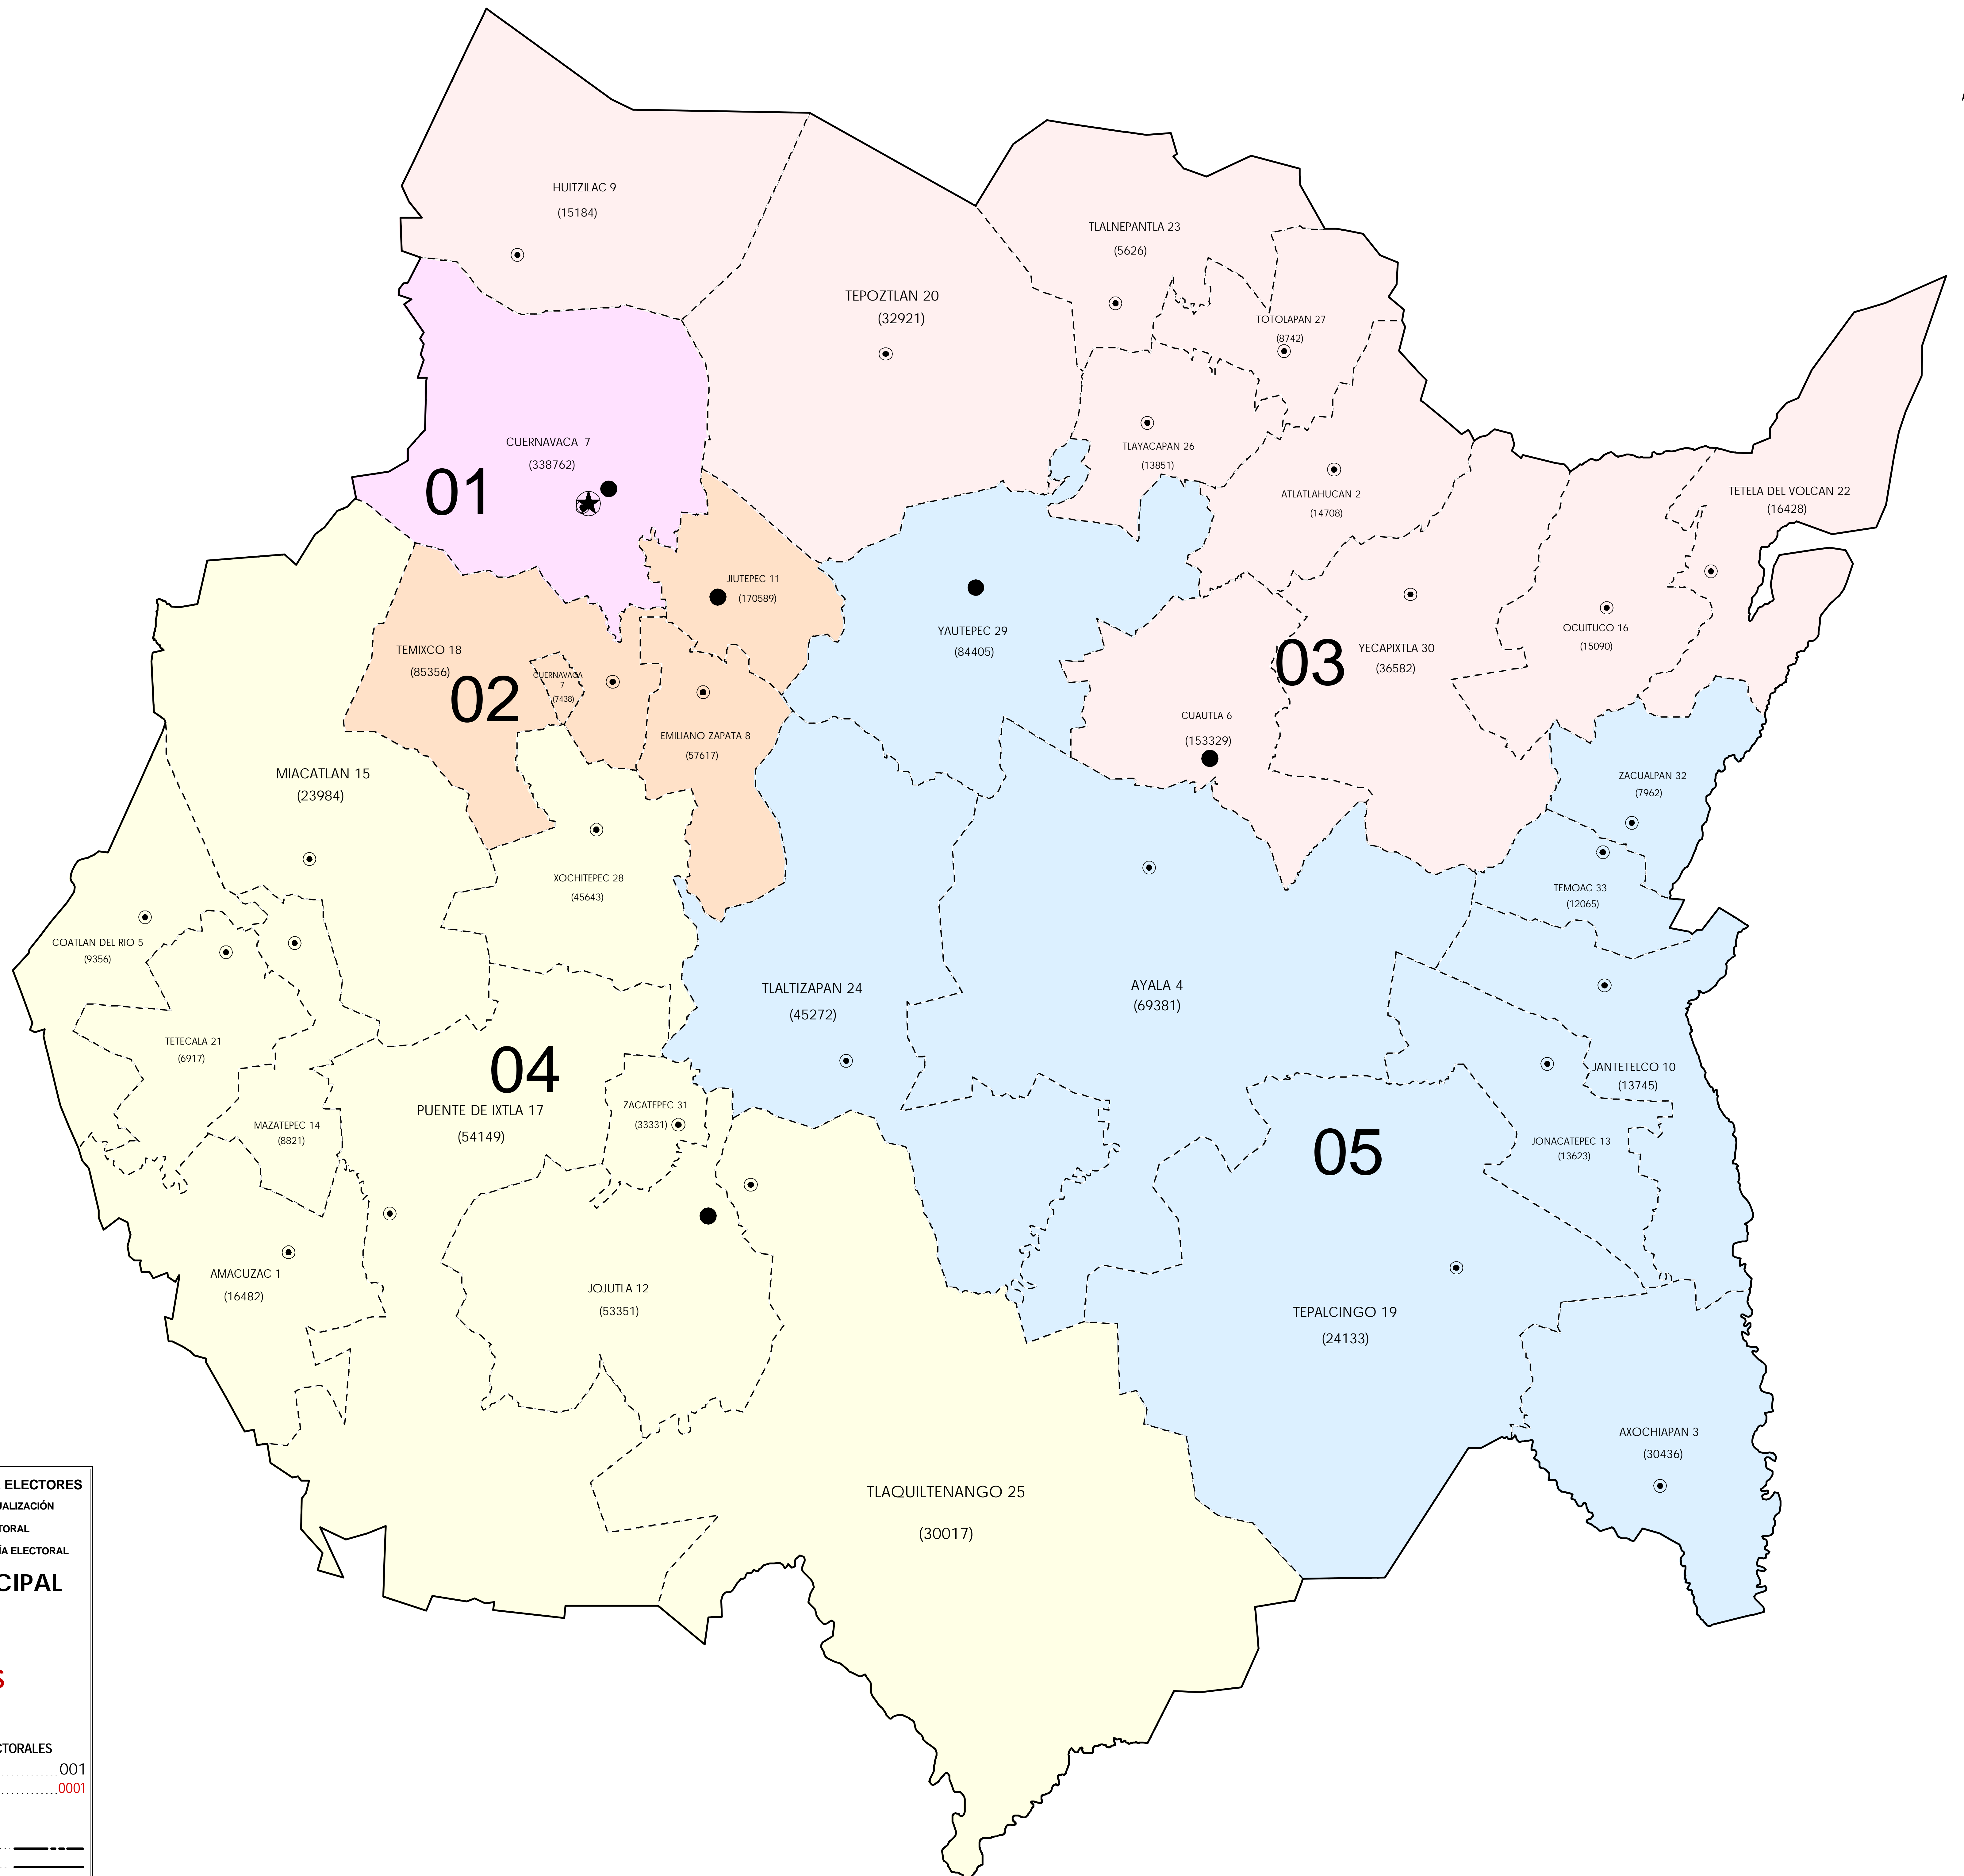 HUITZILAC 9
(15184)
TLALNEPANTLA 23
(5626)
TEPOZTLAN 20
(32921)
TOTOLAPAN 27
(8742)
CUERNAVACA 7
(338762)
01
TLAYACAPAN 26
(13851)
ATLATLAHUCAN 2
(14708)
TETELA DEL VOLCAN 22
(16428)
JIUTEPEC 11
(170589)
YAUTEPEC 29
(84405)
OCUITUCO 16
(15090)
03
YECAPIXTLA 30
(36582)
TEMIXCO 18
(85356)
02
CUERNAVACA
7
(7438)
CUAUTLA 6
(153329)
EMILIANO ZAPATA 8
(57617)
MIACATLAN 15
(23984)
ZACUALPAN 32
(7962)
XOCHITEPEC 28
(45643)
TEMOAC 33
(12065)
COATLAN DEL RIO 5
(9356)
TLALTIZAPAN 24
(45272)
AYALA 4
(69381)
TETECALA 21
(6917)
04
JANTETELCO 10
(13745)
PUENTE DE IXTLA 17
(54149)
ZACATEPEC 31
(33331)
MAZATEPEC 14
(8821)
05
JONACATEPEC 13
(13623)
AMACUZAC 1
(16482)
JOJUTLA 12
(53351)
TEPALCINGO 19
(24133)
AXOCHIAPAN 3
(30436)
TLAQUILTENANGO 25
(30017)
ELECTORES
UALIZACIÓN
TORAL
ÍA ELECTORAL
CIPAL
S
CTORALES
001
0001